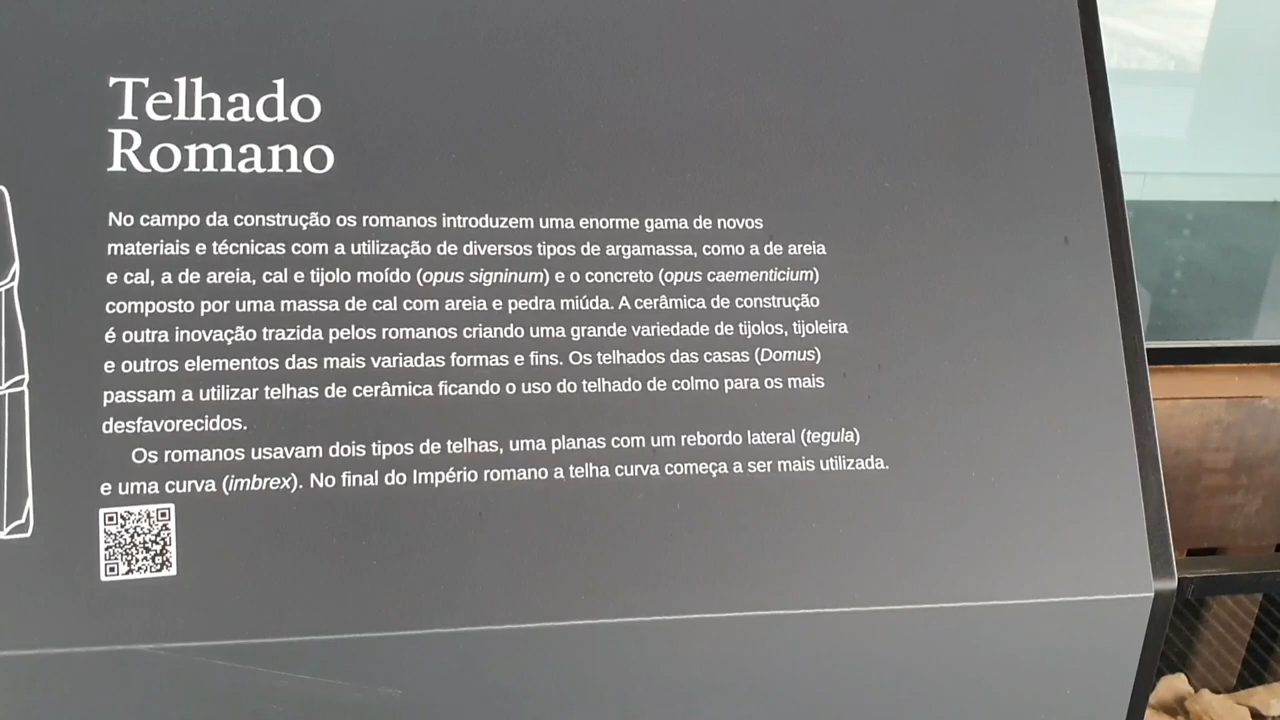 Telhado
Romano
No campo da construção os romanos introduzem uma enorme gama de novos
materiais e técnicas com a utilização de diversos tipos de argamassa, como a de areia
e cal, a de areia, cal e tijolo moído (opus signinum) e o concreto (opus caementicium)
composto por uma massa de cal com areia e pedra miúda. A cerâmica de construção
é outra inovação trazida pelos romanos criando uma grande variedade de tijolos, tijoleira
e outros elementos das mais variadas formas e fins. Os telhados das casas (Domus)
passam a utilizar telhas de cerâmica ficando o uso do telhado de colmo para os mais
desfavorecidos.
Os romanos usavam dois tipos de telhas, uma planas com um rebordo lateral (tegula)
e uma curva (imbrex). No final do Império romano a telha curva começa a ser mais utilizada.